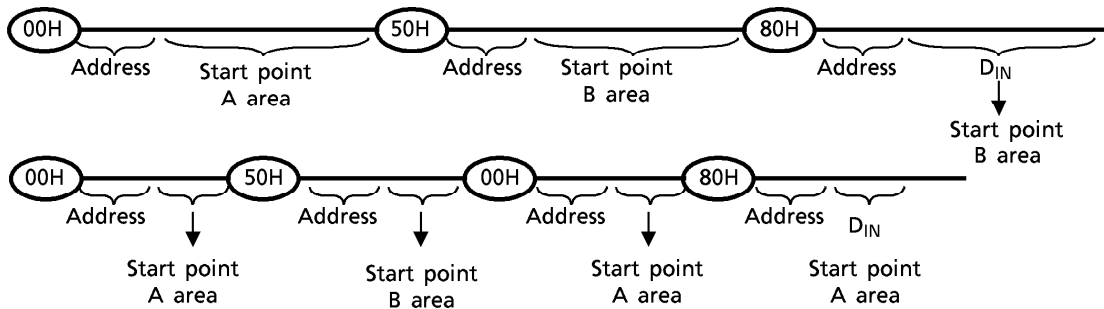 00H 50H 80H
Address Start point Address Start point Address DIN
A area B area
Start point
B area
00H 50H 00H 80H
Address Address Address Address DIN
Start point Start point Start point Start point
A area B area A area A area